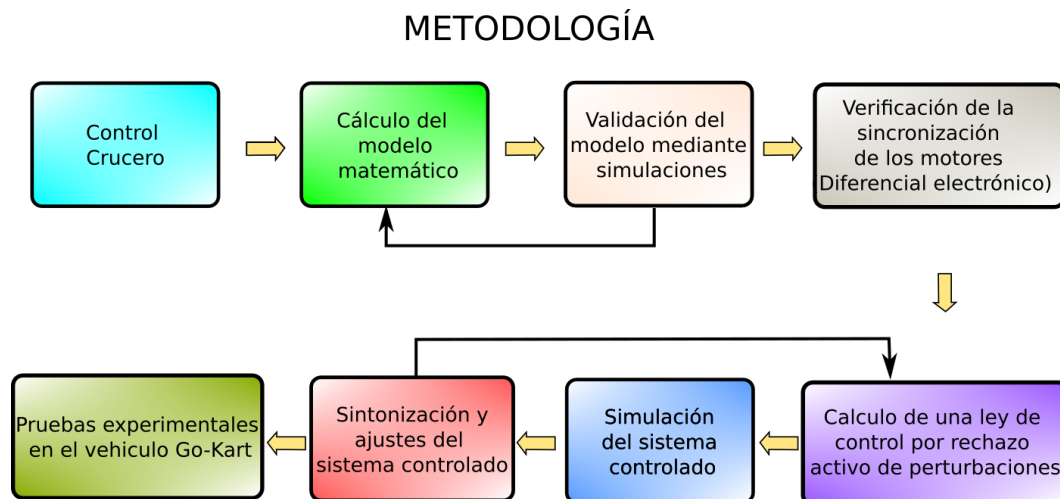 METODOLOGÍA
Control
Crucero
Cálculo del
modelo
matemático
Validación del
modelo mediante
simulaciones
Verificación de la
sincronización
de los motores
(Diferencial electrónico)
Calculo de una ley de
control por rechazo
activo de perturbaciones
Simulación
del sistema
controlado
Sintonización y
ajustes del
sistema controlado
Pruebas experimentales
en el vehiculo Go-Kart